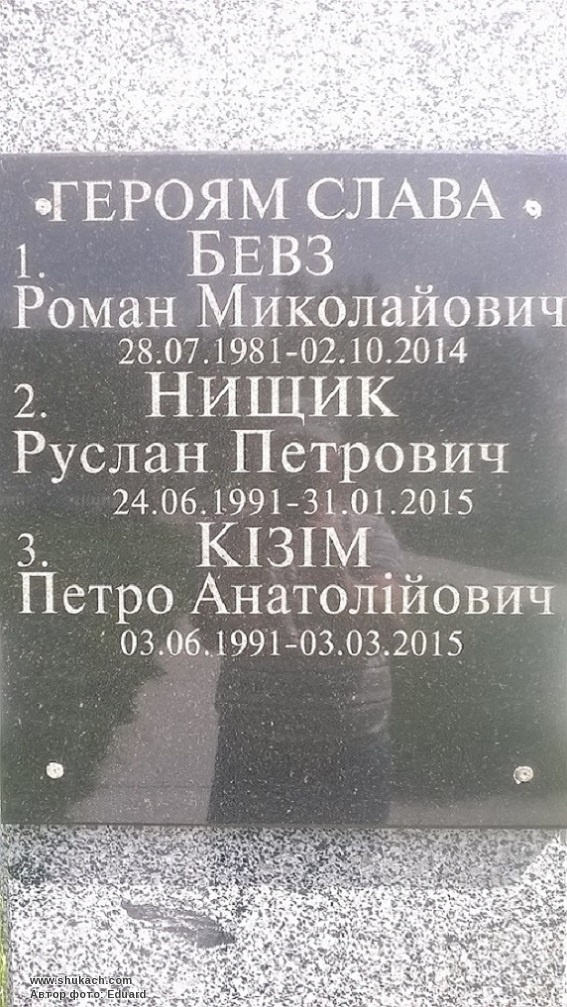 ГЕРОЯМ СЛАВА
1. БЕВЗ
Роман Миколайович
28.07.1981-02.10.2014
2. НИЩИК
Руслан Петрович
24.06.1991-31.01.2015
3. КІЗІМ
Петро Анатолійович
03.06.1991-03.03.2015
www.shukach.com
Автор фото: Eduard